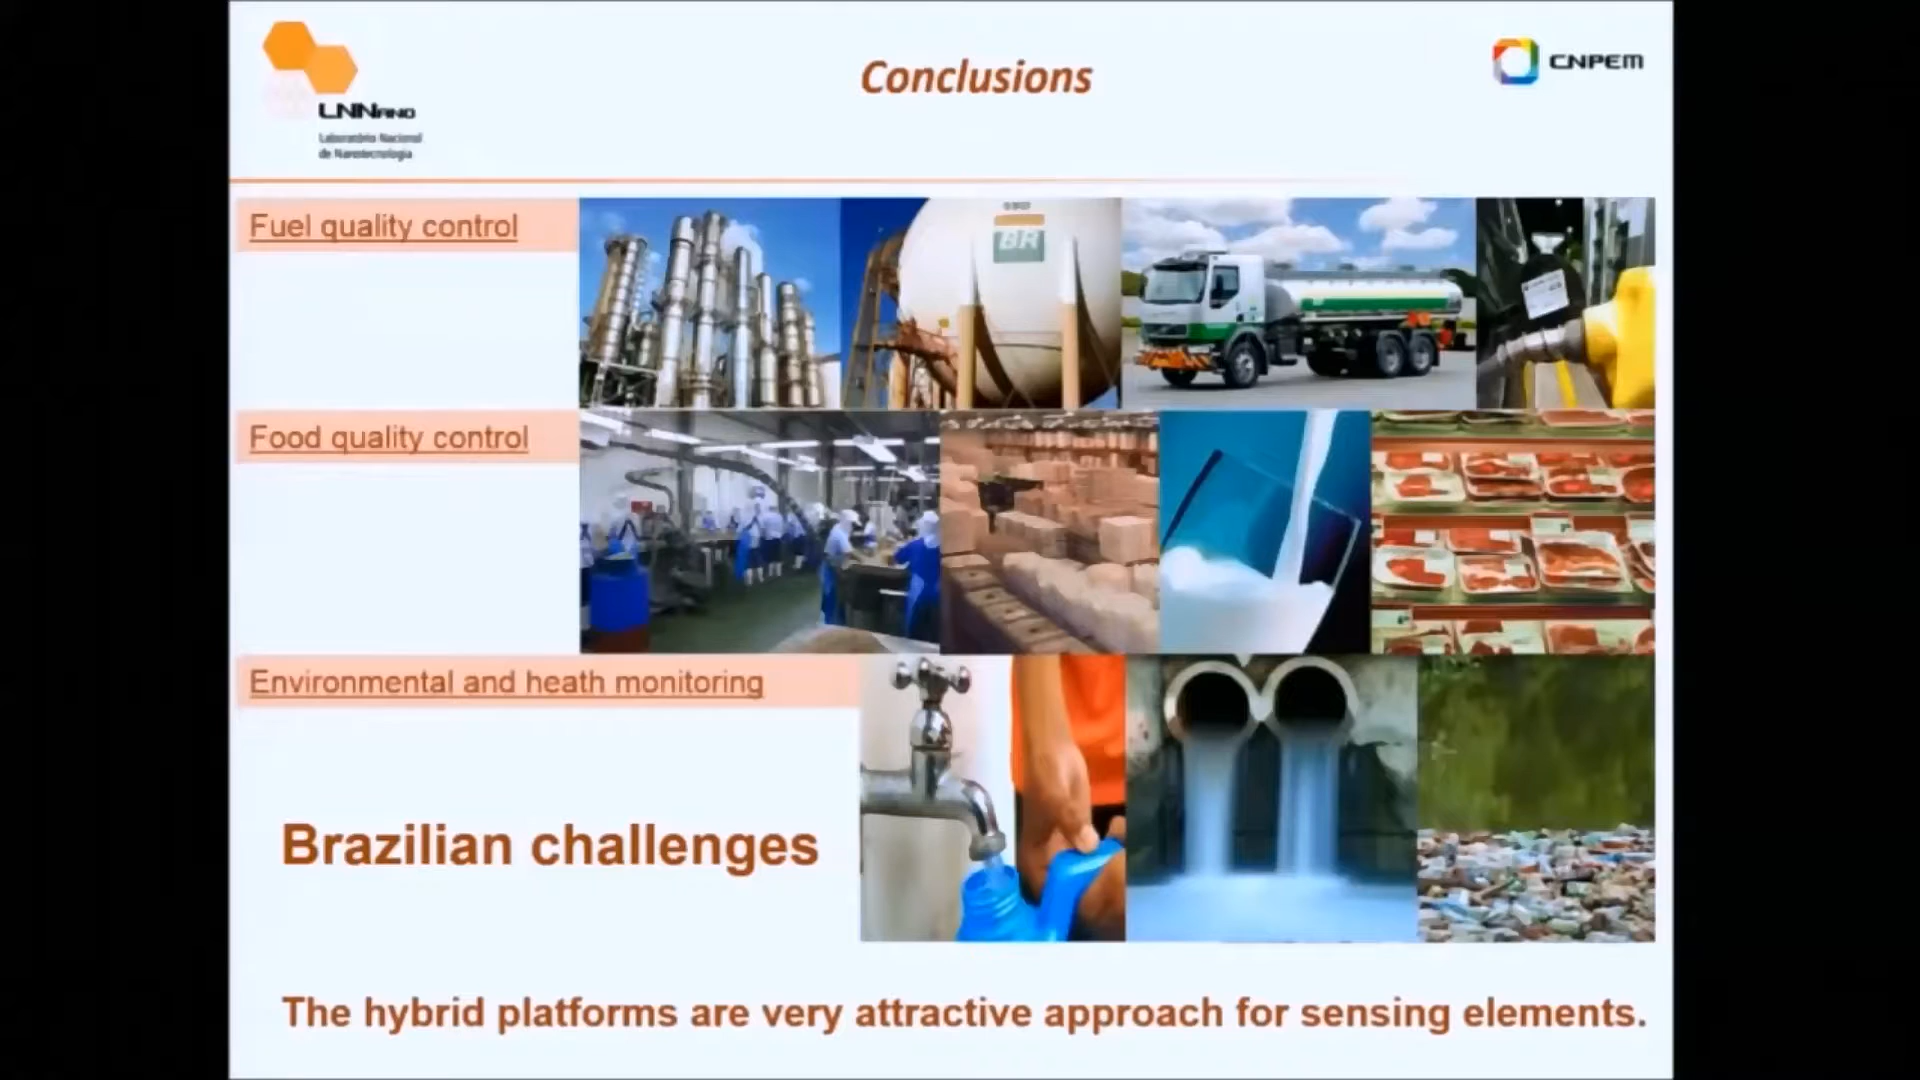 Conclusions
LNNano
Laboratório Nacional
de Nanotecnologia
CNPEM
Fuel quality control
BR
Food quality control
Environmental and heath monitoring
Brazilian challenges
The hybrid platforms are very attractive approach for sensing elements.